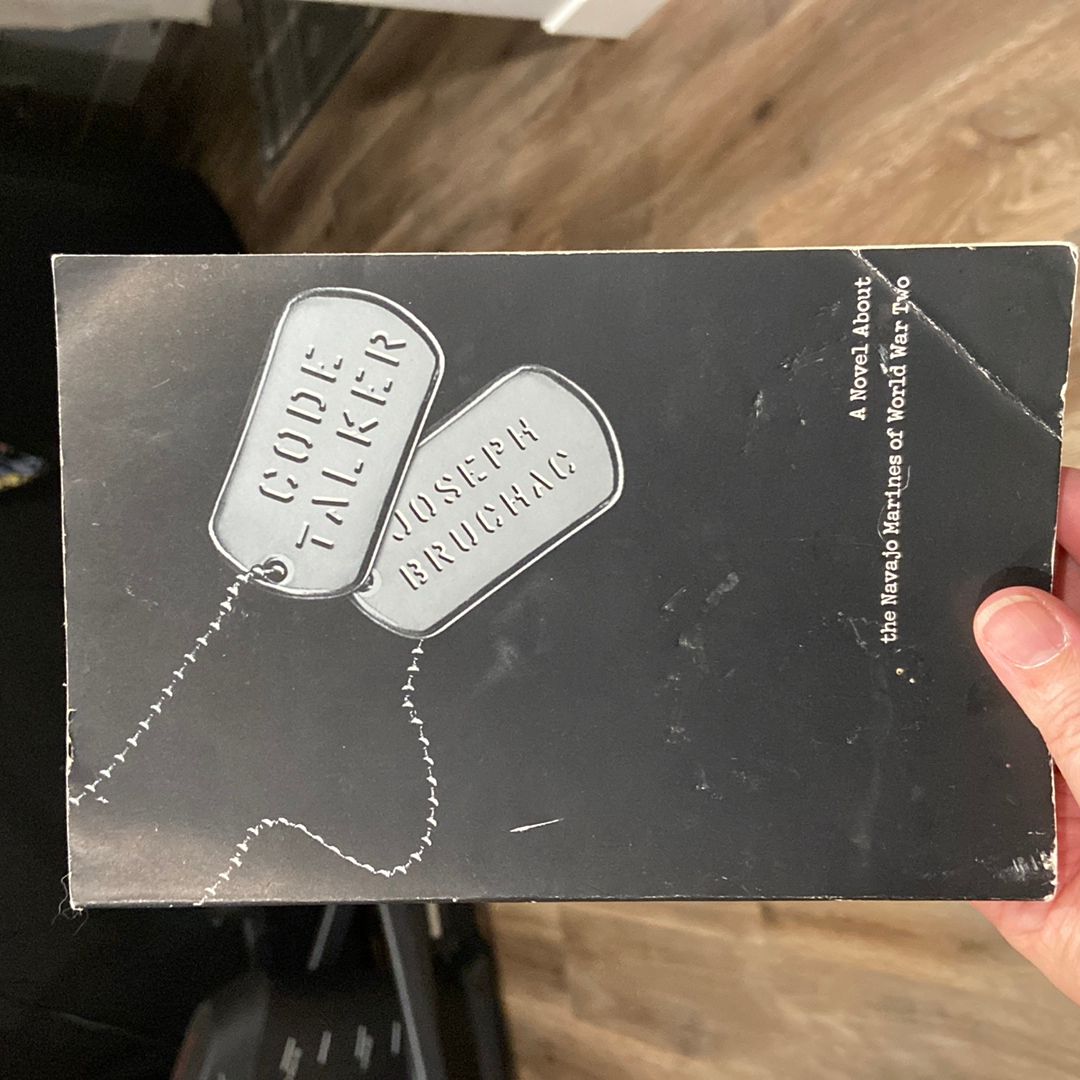 CODE
TALKER
JOSEPH
BRUCHAC
A Novel About
the Navajo Marines of World War Two